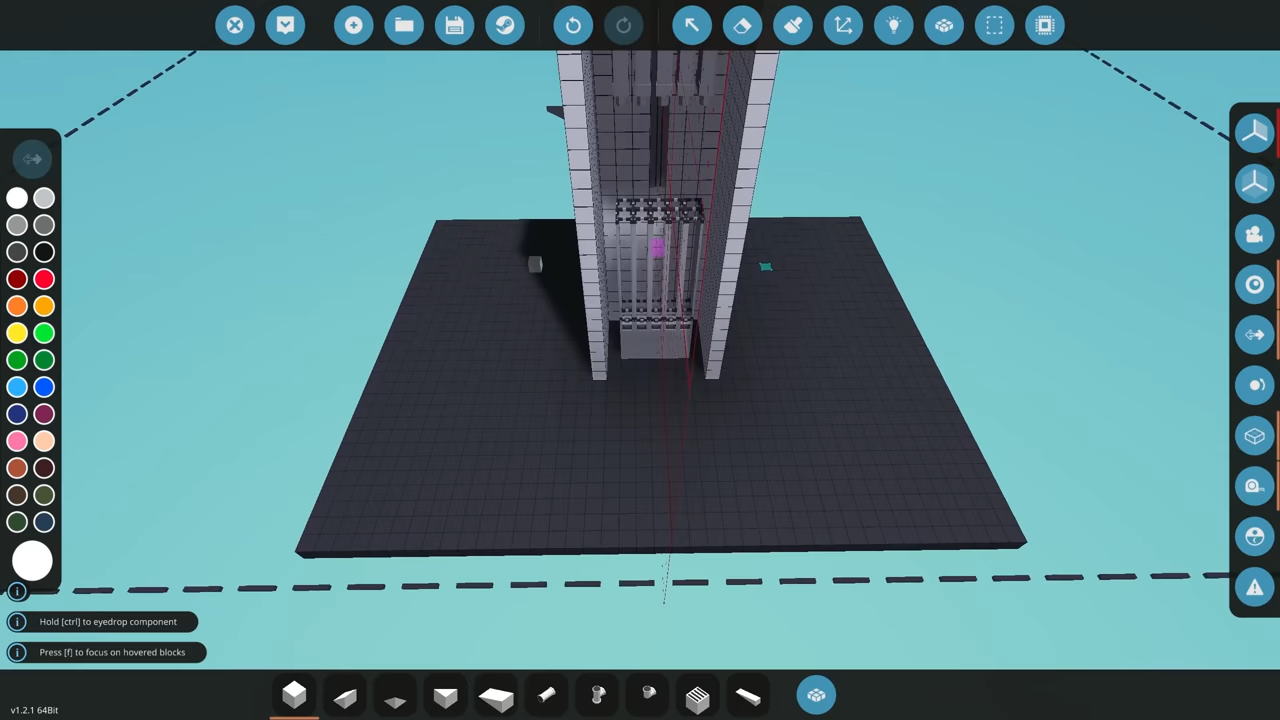 Hold [ctrl] to eyedrop component
Press [f] to focus on hovered blocks
v1.2.1 64Bit